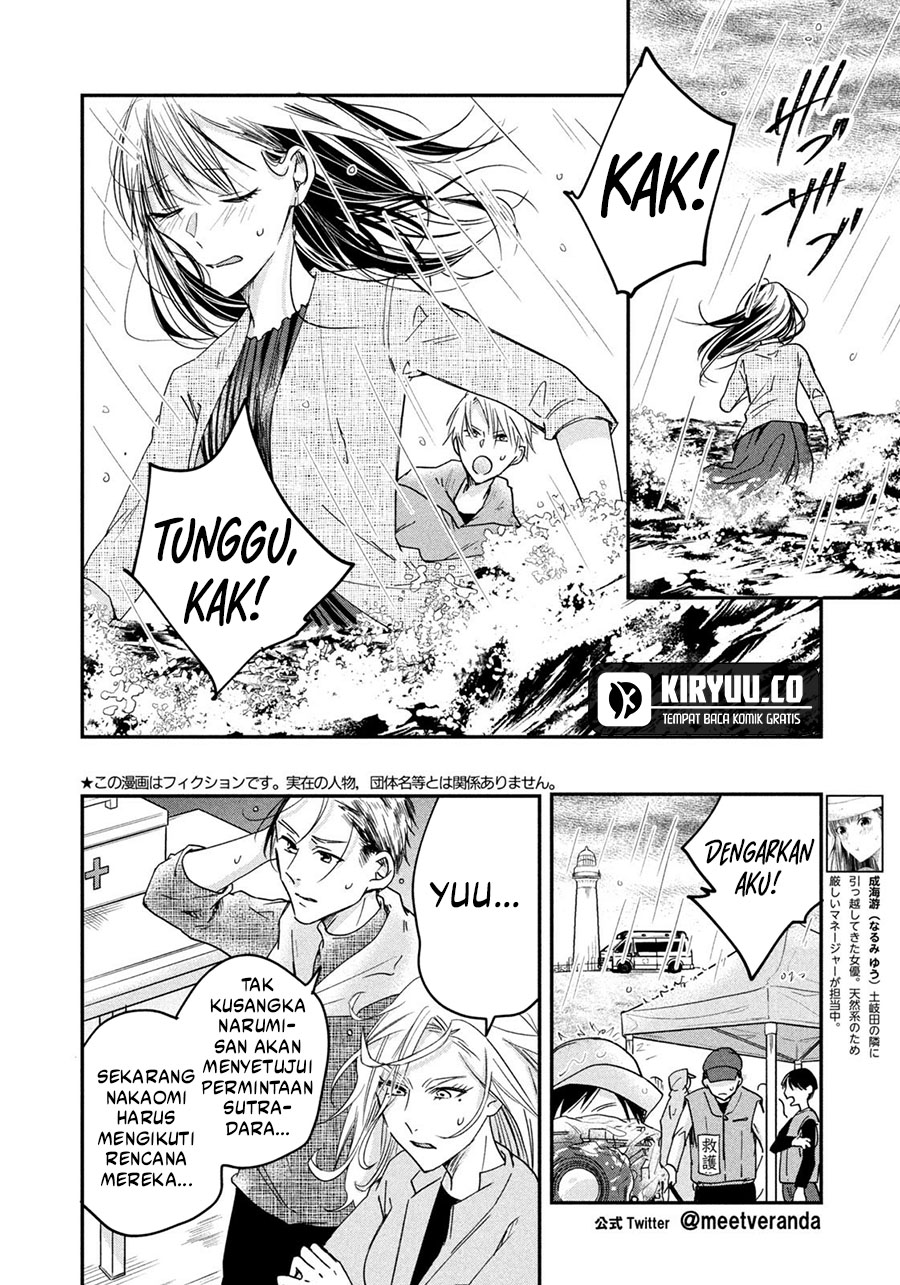 KAK!
TUNGGU,
KAK!
KIRYUU.CO
TEMPAT BACA KOMIK GRATIS
★この漫画はフィクションです。実在の人物，団体名等とは関係ありません。
DENGARKAN
AKU!
成海游（なるみ ゆう）土岐田の隣に
引っ越してきた女優。天然系のため
厳しいマネージャーが担当中。
救護
YUU...
TAK
KUSANGKA
NARUMI-
SAN AKAN
MENYETUJUI
PERMINTAAN
SUTRA-
DARA...
SEKARANG
NAKAOMI
HARUS
MENGIKUTI
RENCANA
MEREKA...
公式 Twitter @meetveranda